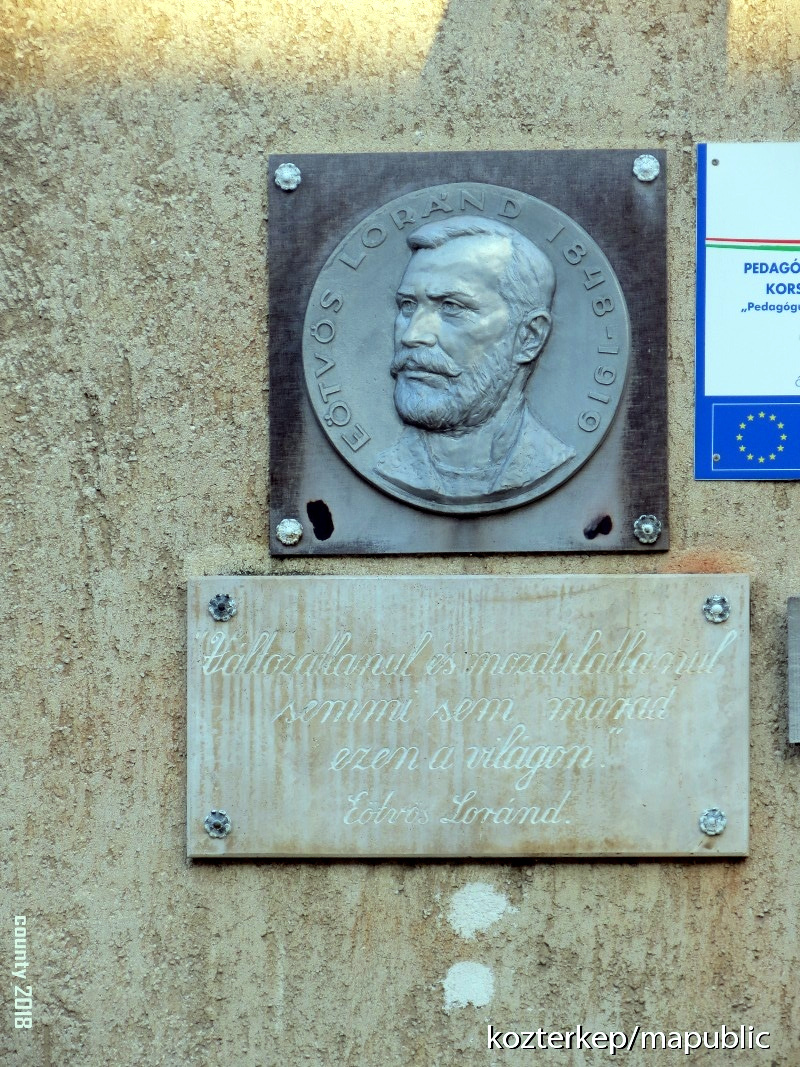 EÖTVÖS LORÁND 1848-1919
PEDAGÓ
KORS
„Pedagógu
"Változatlanul és mozdulatlanul
semmi sem marad
ezen a világon."
Eötvös Loránd.
county 2018
kozterkep/mapublic